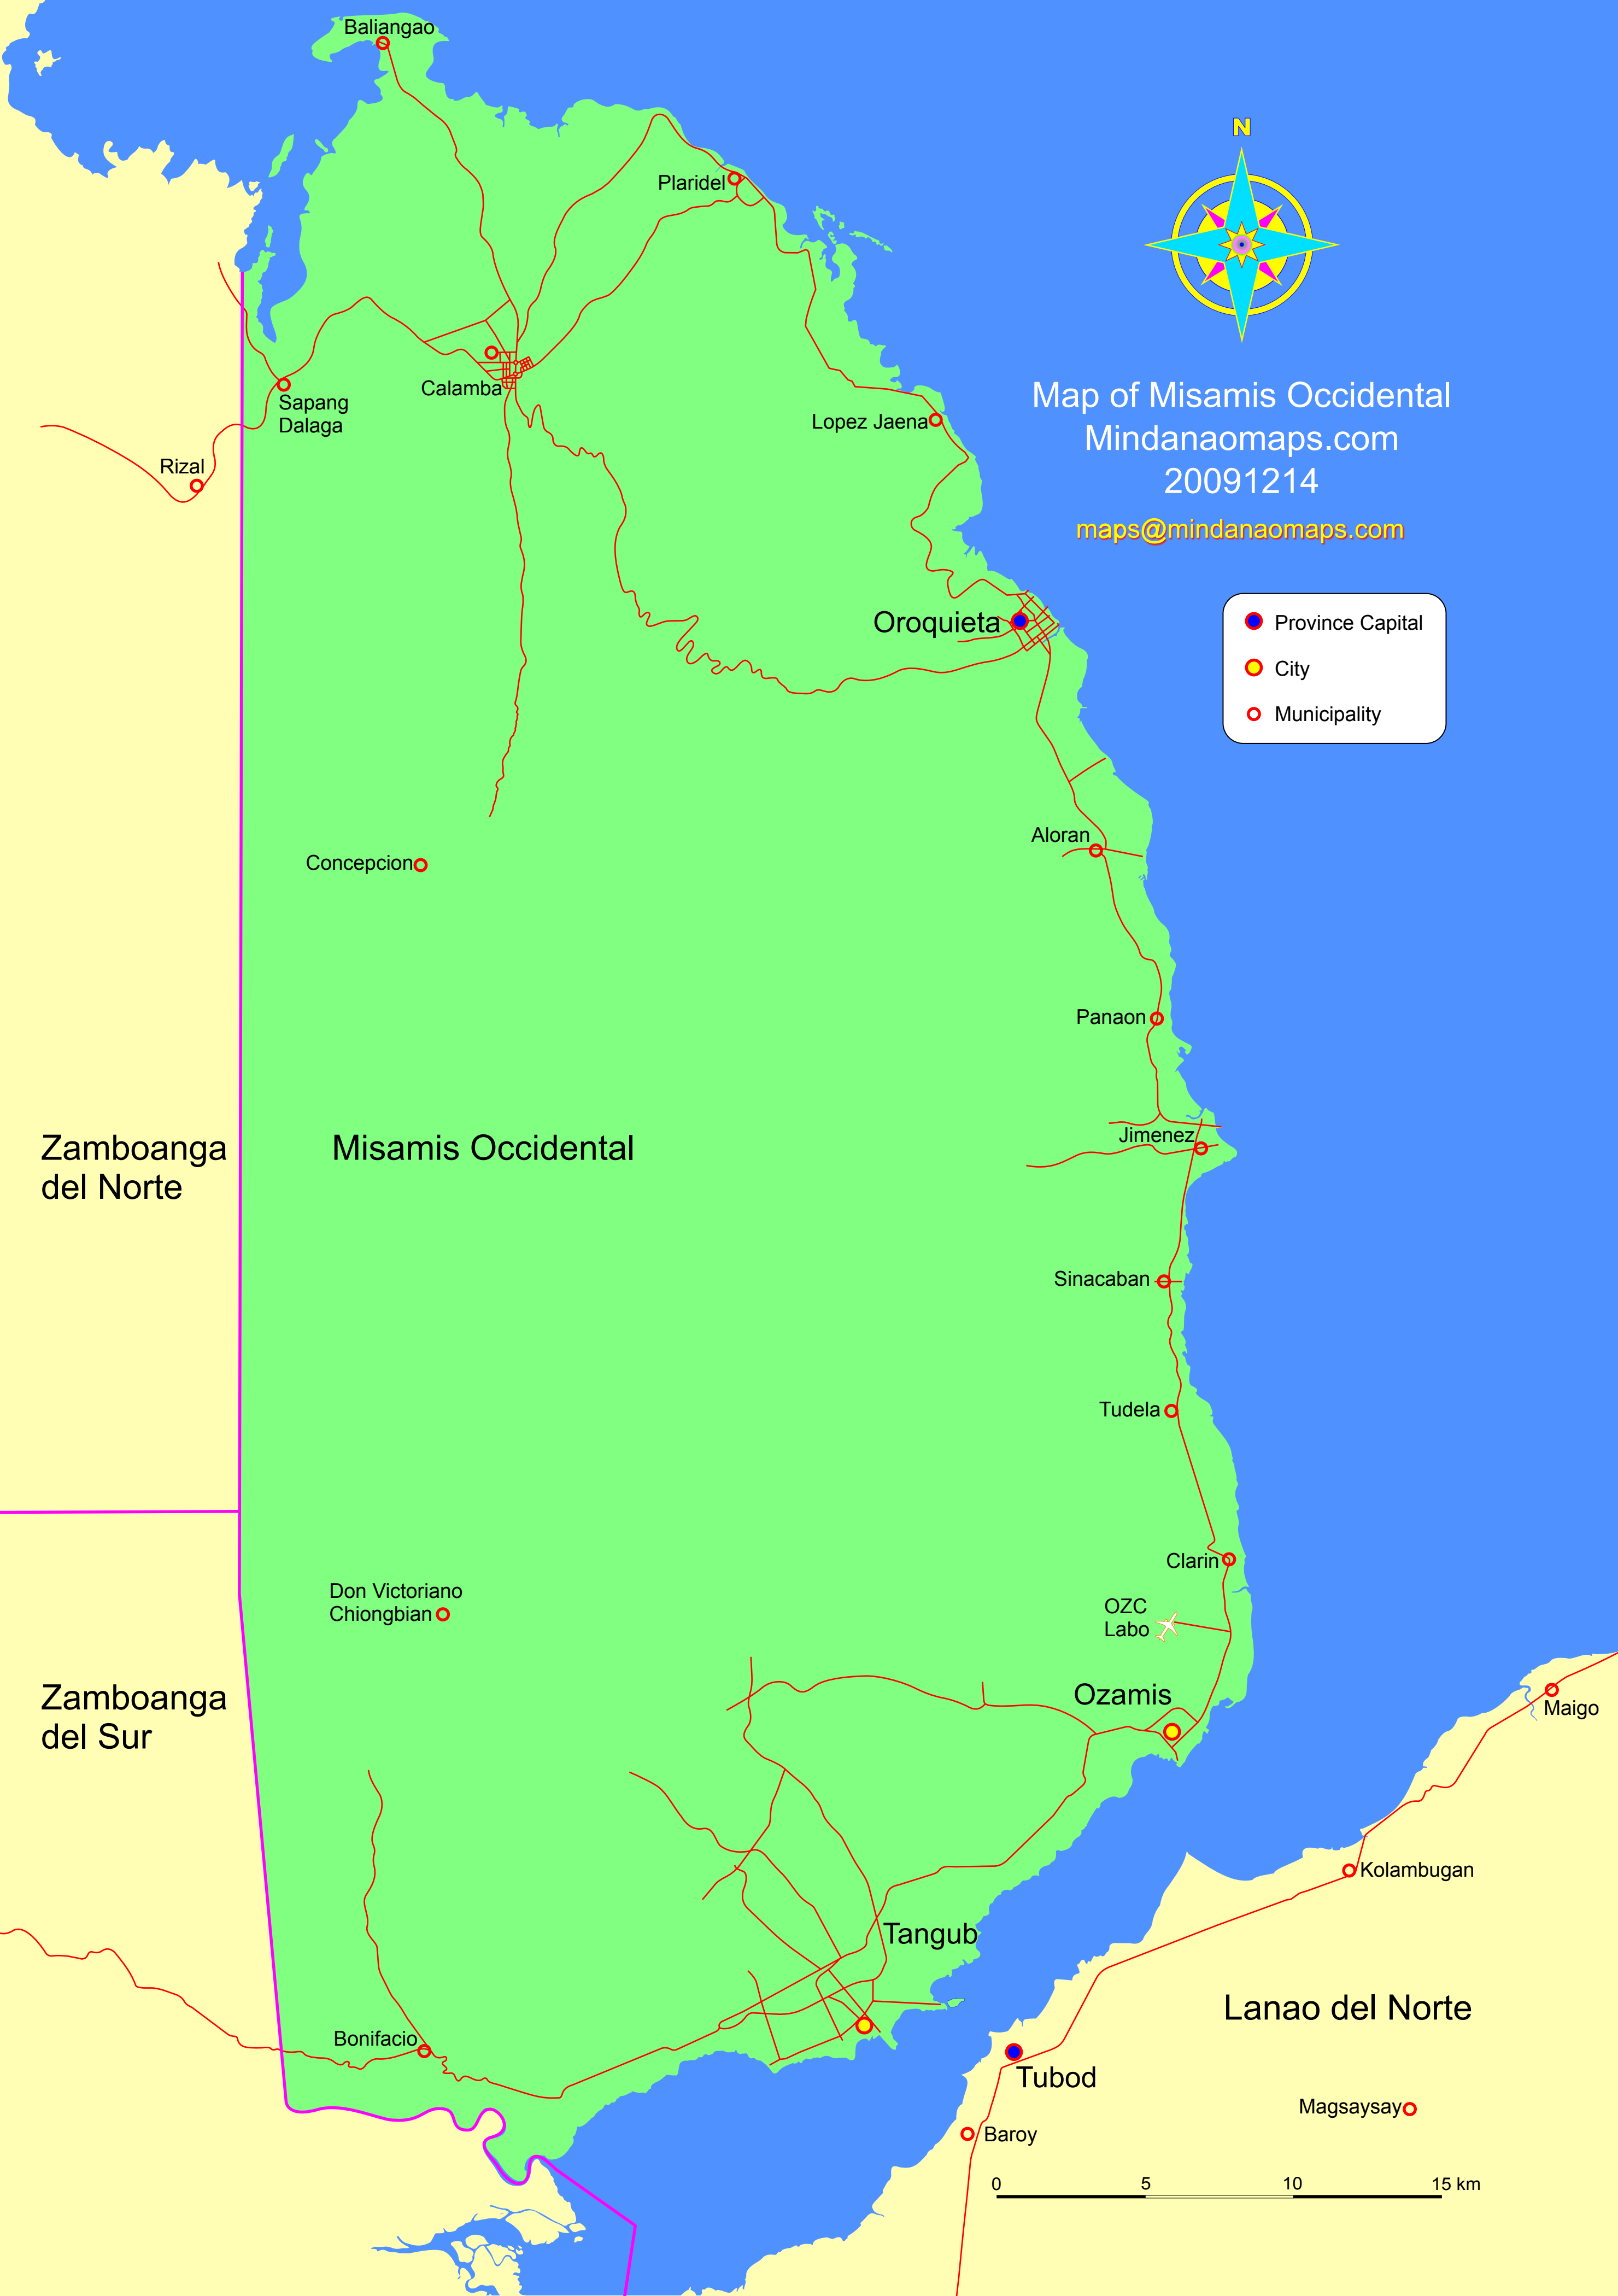 Baliangao
N
Plaridel
Calamba
Sapang
Dalaga
Rizal
Lopez Jaena
Map of Misamis Occidental
Mindanaomaps.com
20091214
maps@mindanaomaps.com
Oroquieta
Province Capital
City
Municipality
Aloran
Concepcion
Panaon
Jimenez
Zamboanga
del Norte
Misamis Occidental
Sinacaban
Tudela
Clarin
Don Victoriano
Chiongbian
OZC
Labo
Zamboanga
del Sur
Ozamis
Maigo
Kolambugan
Tangub
Lanao del Norte
Bonifacio
Tubod
Magsaysay
Baroy
0 5 10 15 km